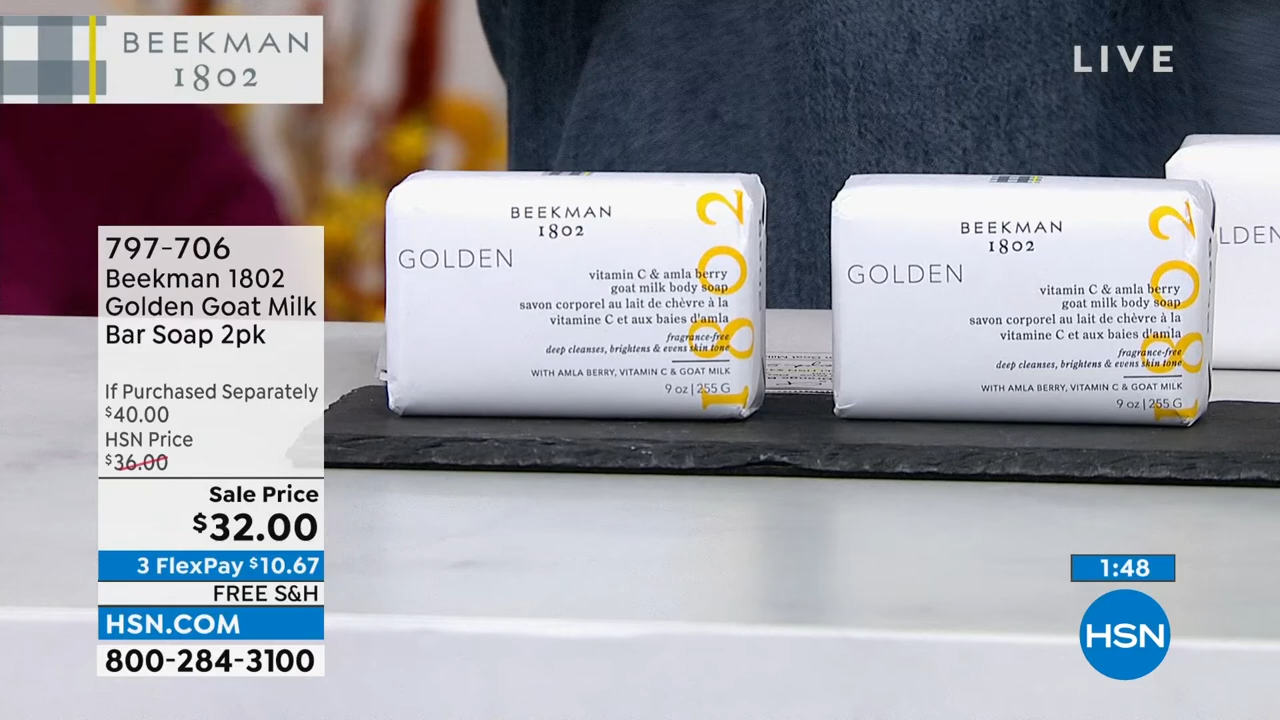 BEEKMAN
1802
LIVE
797-706
Beekman 1802
Golden Goat Milk
Bar Soap 2pk
If Purchased Separately
$40.00
HSN Price
$36.00
Sale Price
$32.00
3 FlexPay $10.67
FREE S&H
HSN.COM
800-284-3100
BEEKMAN
1802
GOLDEN
vitamin C & amla berry
goat milk body soap
savon corporel au lait de chèvre à la
vitamine C et aux baies d'amla
fragrance-free
deep cleanses, brightens & evens skin tone
WITH AMLA BERRY, VITAMIN C & GOAT MILK
9 oz | 255 G
1802
BEEKMAN
1802
GOLDEN
vitamin C & amla berry
goat milk body soap
savon corporel au lait de chèvre à la
vitamine C et aux baies d'amla
fragrance-free
deep cleanses, brightens & evens skin tone
WITH AMLA BERRY, VITAMIN C & GOAT MILK
9 oz | 255 G
1802
LDEN
1:48
HSN